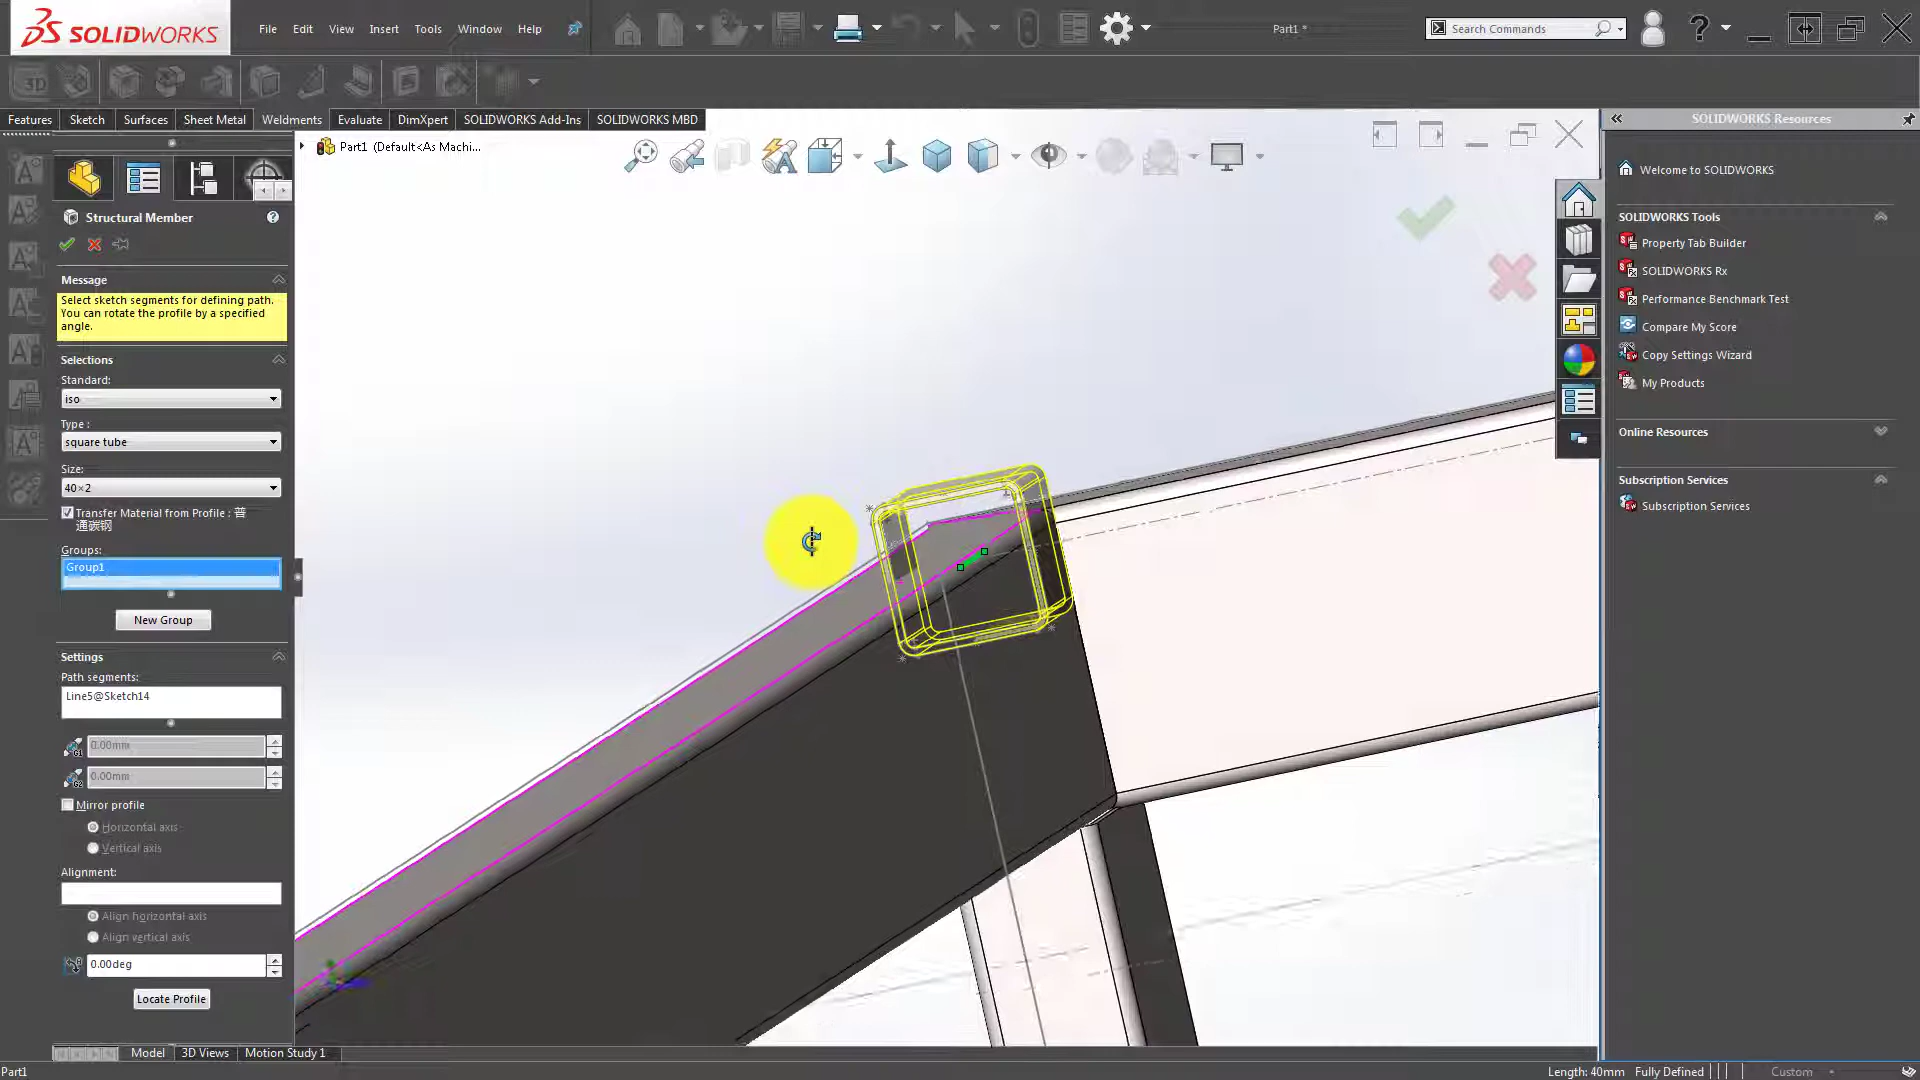 SOLIDWORKS
File Edit View Insert Tools Window Help
Part1 *
Search Commands
Features Sketch Surfaces Sheet Metal Weldments Evaluate DimXpert SOLIDWORKS Add-Ins SOLIDWORKS MBD
SOLIDWORKS Resources
Part1 (Default<As Machi...
Structural Member
Message
Select sketch segments for defining path.
You can rotate the profile by a specified
angle.
Selections
Standard:
iso
Type :
square tube
Size:
40×2
Transfer Material from Profile : 普
通碳钢
Groups:
Group1
New Group
Settings
Path segments:
Line5@Sketch14
G1
0.00mm
G2
0.00mm
Mirror profile
Horizontal axis
Vertical axis
Alignment:
Align horizontal axis
Align vertical axis
0.00deg
Locate Profile
Model 3D Views Motion Study 1
Part1
Length: 40mm Fully Defined Custom
Welcome to SOLIDWORKS
SOLIDWORKS Tools
Property Tab Builder
SOLIDWORKS Rx
Performance Benchmark Test
Compare My Score
Copy Settings Wizard
My Products
Online Resources
Subscription Services
Subscription Services